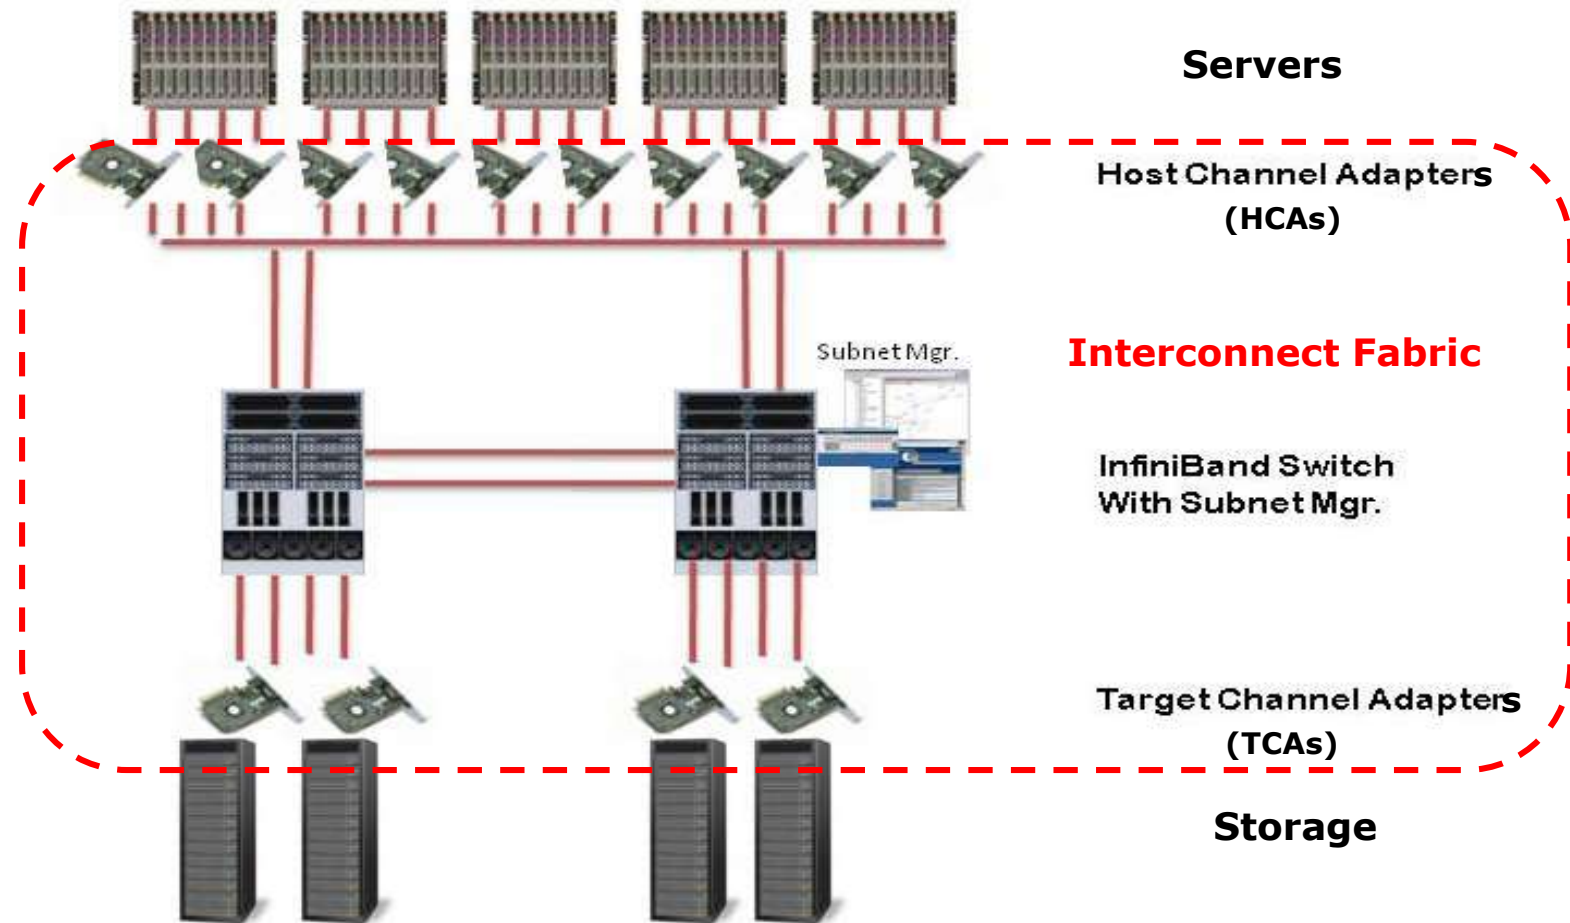 Servers
Host Channel Adapters
(HCAs)
Subnet Mgr.
Interconnect Fabric
InfiniBand Switch
With Subnet Mgr.
Target Channel Adapters
(TCAs)
Storage